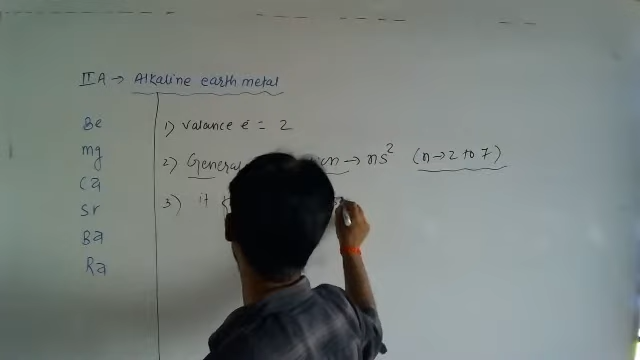 IIA → Alkaline earth metal
Be
mg
Ca
Sr
Ba
Ra
1) valance e⁻ = 2
2) General → ns² (n→2 to 7)
3) it